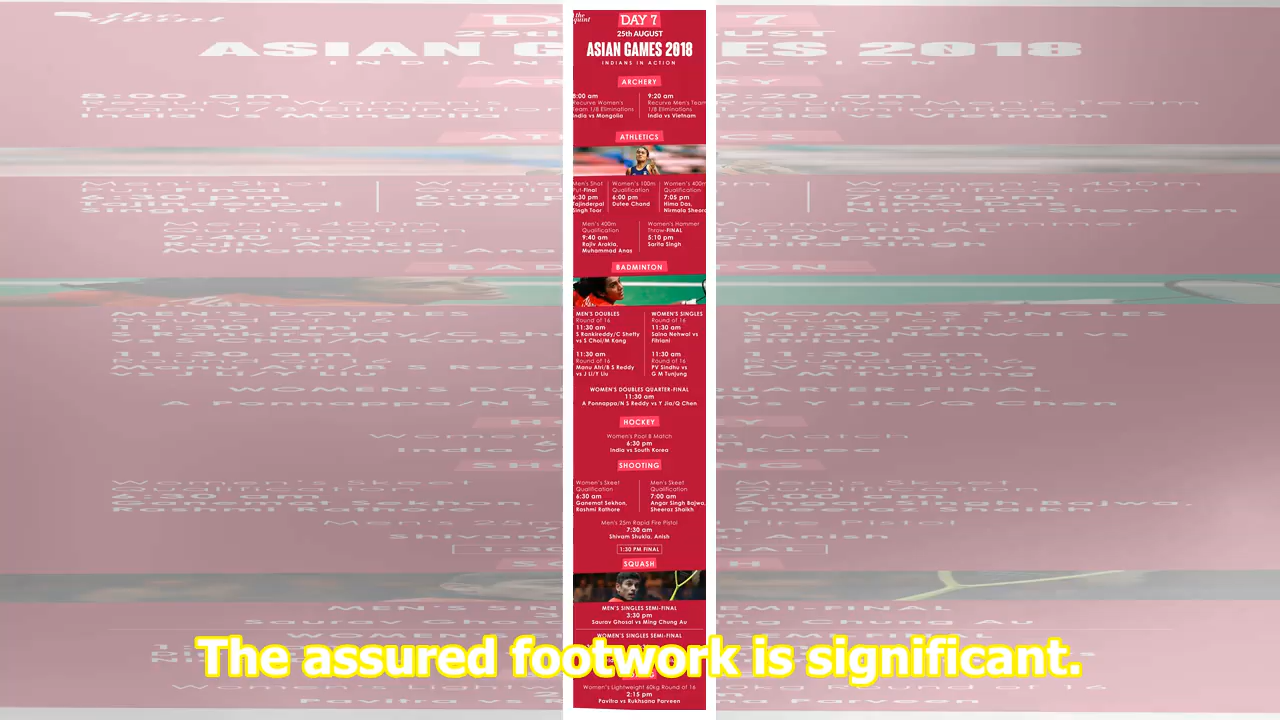 the
quint
DAY 7
25th AUGUST
ASIAN GAMES 2018
INDIANS IN ACTION
ARCHERY
8:00 am
Recurve Women's
Team 1/8 Eliminations
India vs Mongolia
9:20 am
Recurve Men's Team
1/8 Eliminations
India vs Vietnam
ATHLETICS
Men's Shot
Put-Final
6:30 pm
Tajinderpal
Singh Toor
Women's 100m
Qualification
6:00 pm
Dutee Chand
Women's 400m
Qualification
7:05 pm
Hima Das,
Nirmala Sheoran
Men's 400m
Qualification
9:40 am
Rajiv Arokia,
Muhammad Anas
Women's Hammer
Throw-FINAL
5:10 pm
Sarita Singh
BADMINTON
MEN'S DOUBLES
Round of 16
11:30 am
S Rankireddy/C Shetty
vs S Choi/M Kang
11:30 am
Round of 16
Manu Atri/B S Reddy
vs J Li/Y Liu
WOMEN'S SINGLES
Round of 16
11:30 am
Saina Nehwal vs
Fitriani
11:30 am
Round of 16
PV Sindhu vs
G M Tunjung
WOMEN'S DOUBLES QUARTER-FINAL
11:30 am
A Ponnappa/N S Reddy vs Y Jia/Q Chen
HOCKEY
Women's Pool B Match
6:30 pm
India vs South Korea
SHOOTING
Women's Skeet
Qualification
6:30 am
Ganemat Sekhon,
Rashmi Rathore
Men's Skeet
Qualification
7:00 am
Angar Singh Bajwa,
Sheeraz Shaikh
Men's 25m Rapid Fire Pistol
7:30 am
Shivam Shukla, Anish
1:30 PM FINAL
SQUASH
MEN'S SINGLES SEMI-FINAL
3:30 pm
Saurav Ghosal vs Ming Chung Au
WOMEN'S SINGLES SEMI-FINAL
The assured footwork is significant.
Women's Lightweight 60kg Round of 16
2:15 pm
Pavitra vs Rukhsana Parveen